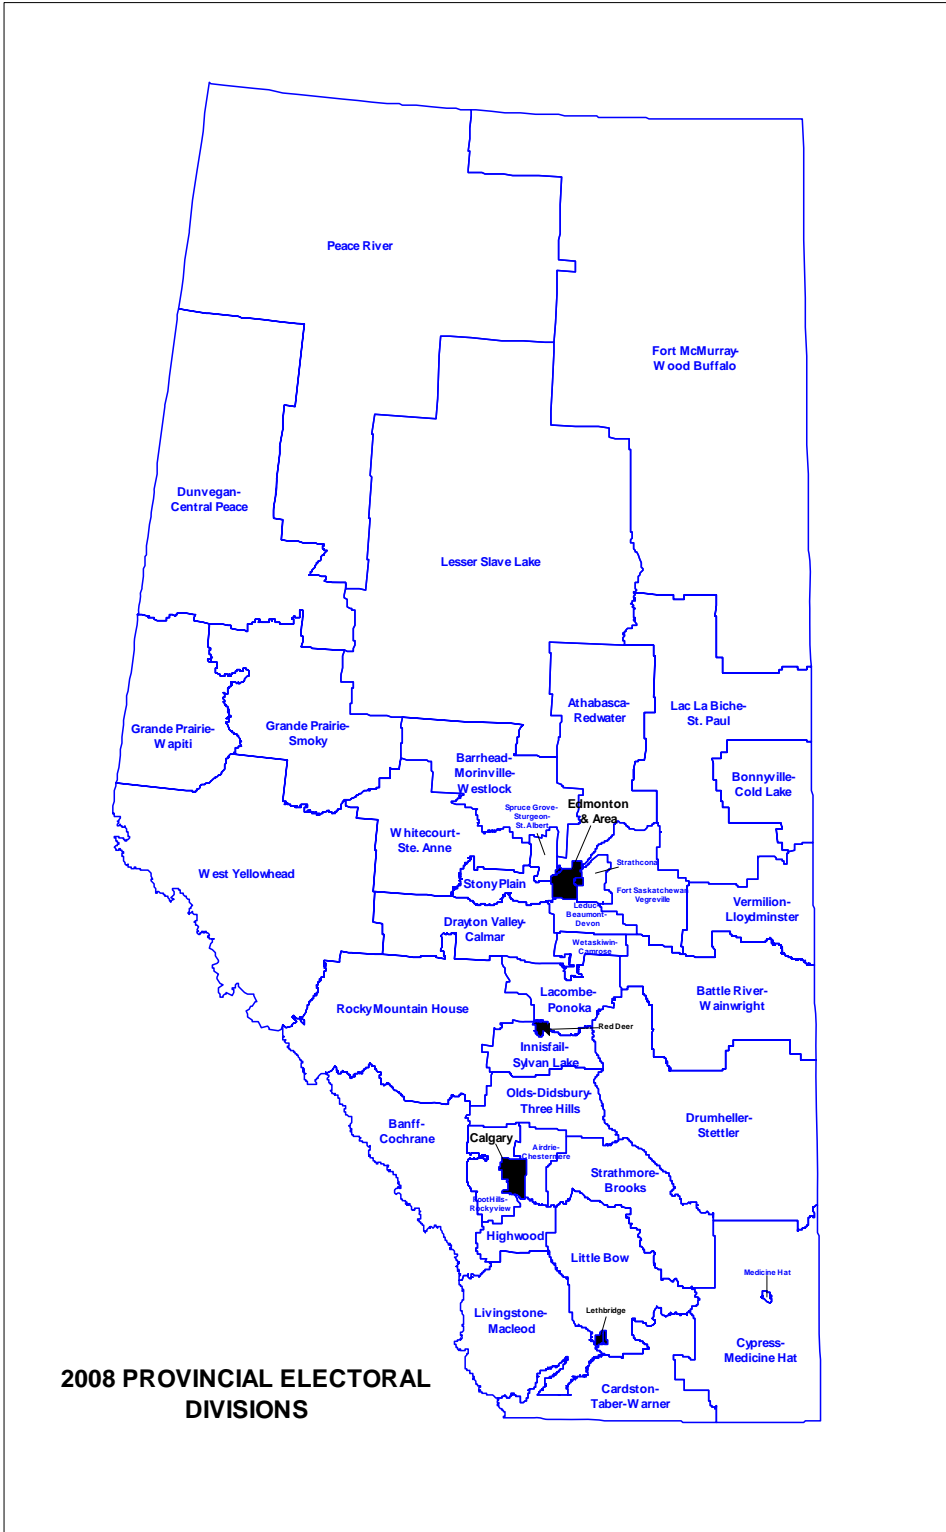 Peace River
Fort McMurray-
Wood Buffalo
Dunvegan-
Central Peace
Lesser Slave Lake
Athabasca-
Redwater
Lac La Biche-
St. Paul
Grande Prairie-
Wapiti
Grande Prairie-
Smoky
Barrhead-
Morinville-
Westlock
Bonnyville-
Cold Lake
Spruce Grove-
Sturgeon-
St. Albert
Edmonton
& Area
Whitecourt-
Ste. Anne
West Yellowhead
Stony Plain
Strathcona
Fort Saskatchewan
Vegreville
Vermilion-
Lloydminster
Leduc-
Beaumont-
Devon
Drayton Valley-
Calmar
Wetaskiwin-
Camrose
Rocky Mountain House
Lacombe-
Ponoka
Battle River-
Wainwright
Red Deer
Innisfail-
Sylvan Lake
Olds-Didsbury-
Three Hills
Banff-
Cochrane
Drumheller-
Stettler
Calgary
Airdrie-
Chestermere
Strathmore-
Brooks
FootHills-
Rockyview
Highwood
Little Bow
Medicine Hat
Livingstone-
Macleod
Lethbridge
Cypress-
Medicine Hat
Cardston-
Taber-Warner
2008 PROVINCIAL ELECTORAL
DIVISIONS